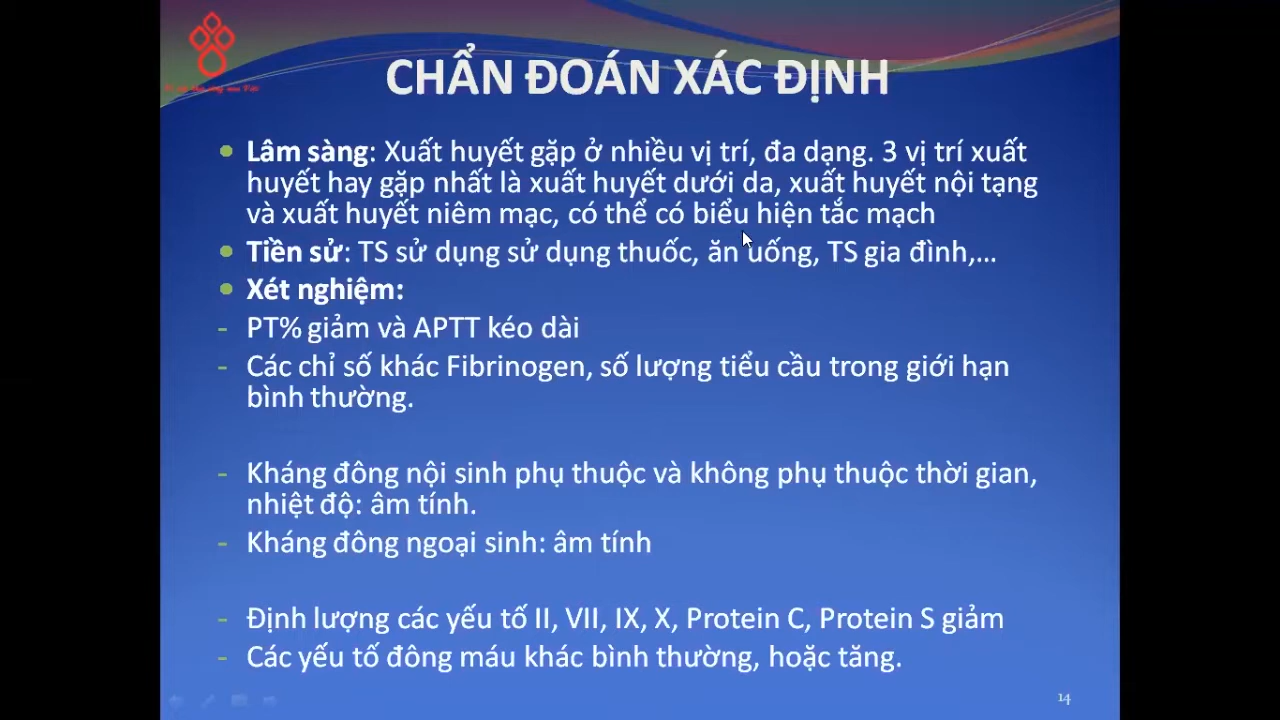 CHẨN ĐOÁN XÁC ĐỊNH
• Lâm sàng: Xuất huyết gặp ở nhiều vị trí, đa dạng. 3 vị trí xuất
huyết hay gặp nhất là xuất huyết dưới da, xuất huyết nội tạng
và xuất huyết niêm mạc, có thể có biểu hiện tắc mạch
• Tiền sử: TS sử dụng sử dụng thuốc, ăn uống, TS gia đình,...
• Xét nghiệm:
- PT% giảm và APTT kéo dài
- Các chỉ số khác Fibrinogen, số lượng tiểu cầu trong giới hạn
bình thường.
- Kháng đông nội sinh phụ thuộc và không phụ thuộc thời gian,
nhiệt độ: âm tính.
- Kháng đông ngoại sinh: âm tính
- Định lượng các yếu tố II, VII, IX, X, Protein C, Protein S giảm
- Các yếu tố đông máu khác bình thường, hoặc tăng.
14